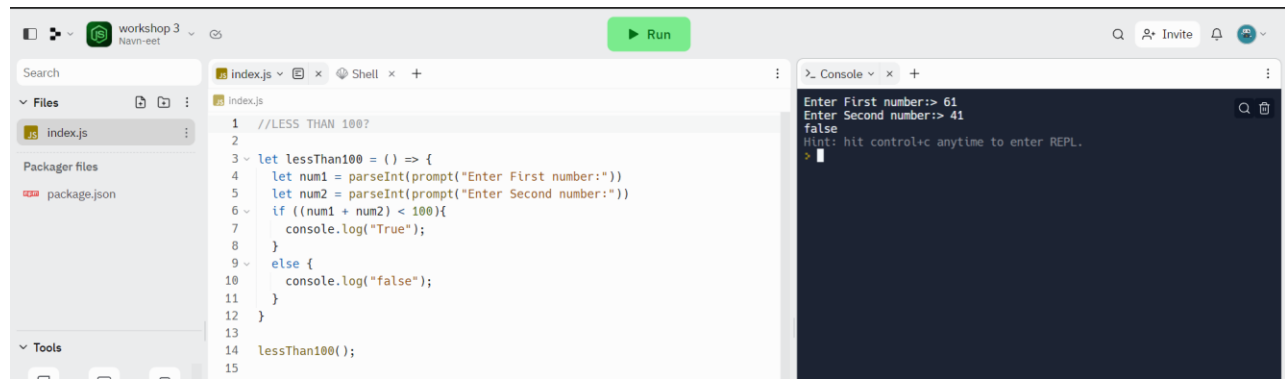 workshop 3
Navn-eet
Run
Invite
Search
Files
index.js
Packager files
package.json
Tools
index.js
Shell
index.js
1 //LESS THAN 100?
2
3 let lessThan100 = () => {
4 let num1 = parseInt(prompt("Enter First number:"))
5 let num2 = parseInt(prompt("Enter Second number:"))
6 if ((num1 + num2) < 100){
7 console.log("True");
8 }
9 else {
10 console.log("false");
11 }
12 }
13
14 lessThan100();
15
Console
Enter First number:> 61
Enter Second number:> 41
false
Hint: hit control+c anytime to enter REPL.
>